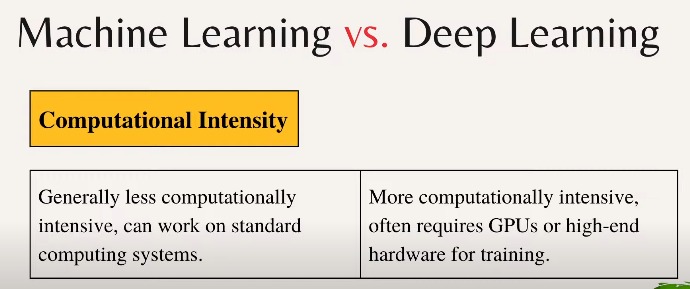 Machine Learning vs. Deep Learning
Computational Intensity
Generally less computationally
intensive, can work on standard
computing systems.
More computationally intensive,
often requires GPUs or high-end
hardware for training.